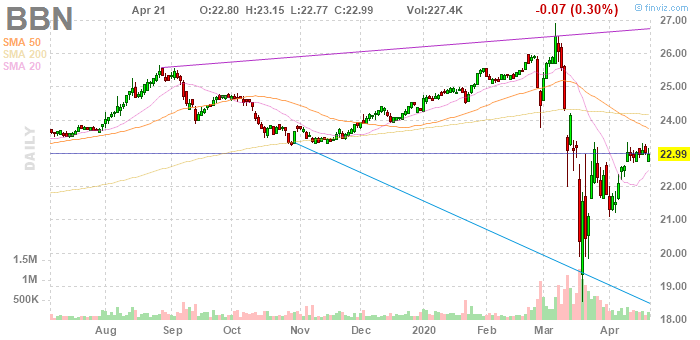 BBN Apr 21 O:22.80 H:23.15 L:22.77 C:22.99 Vol:227.4K -0.07 (0.30%) © finviz.com
SMA 50
SMA 200
SMA 20
DAILY
27.00
26.00
25.00
24.00
22.99
22.00
21.00
20.00
19.00
18.00
1.5M
1M
500K
Aug Sep Oct Nov Dec 2020 Feb Mar Apr